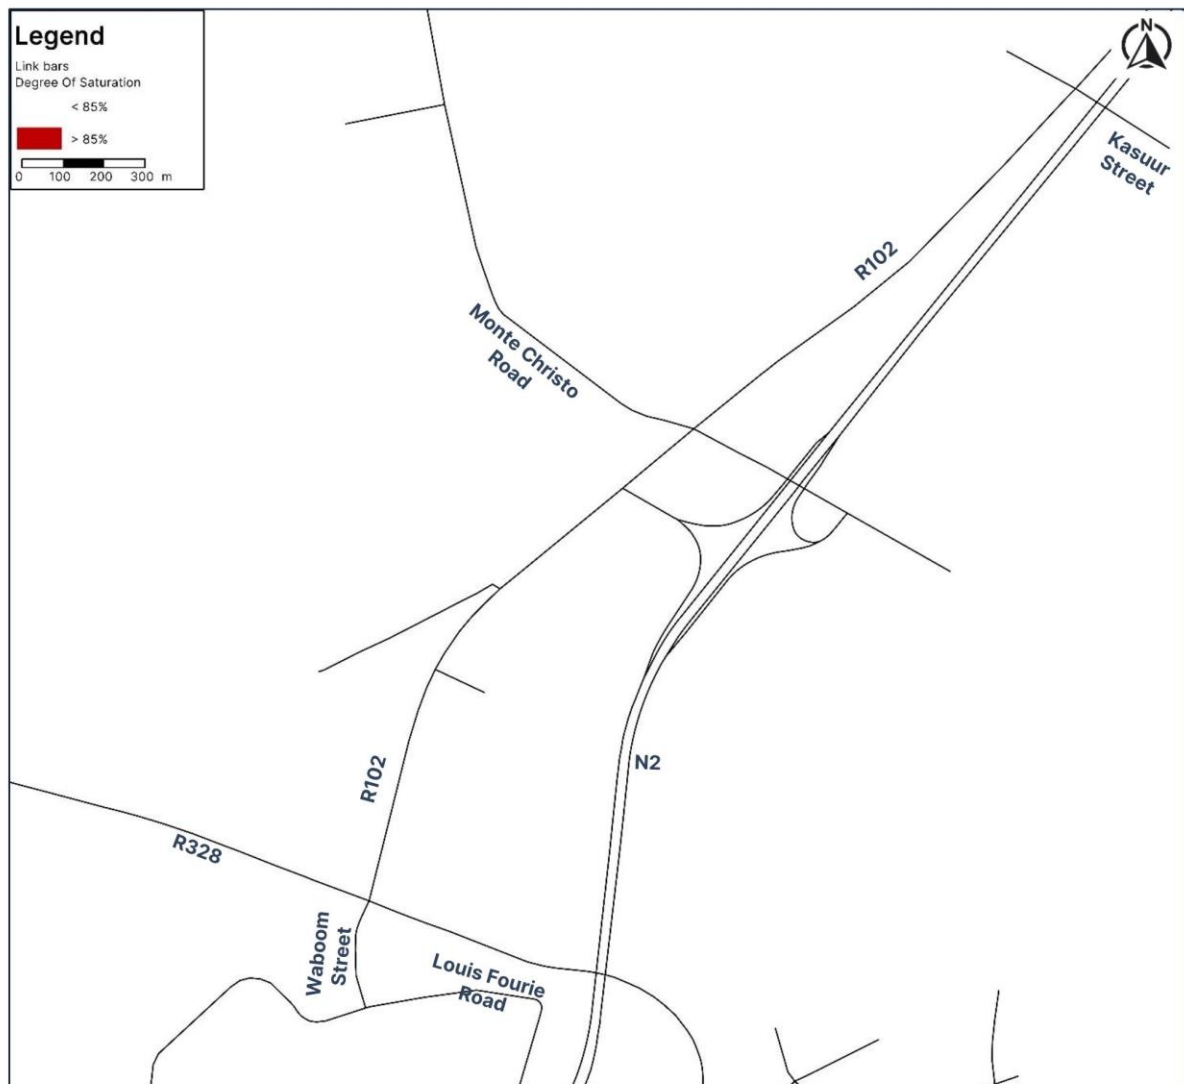 Legend
Link bars
Degree Of Saturation
< 85%
> 85%
0 100 200 300 m
N
Kasuur
Street
R102
Monte Christo
Road
N2
R102
R328
Waboom
Street
Louis Fourie
Road